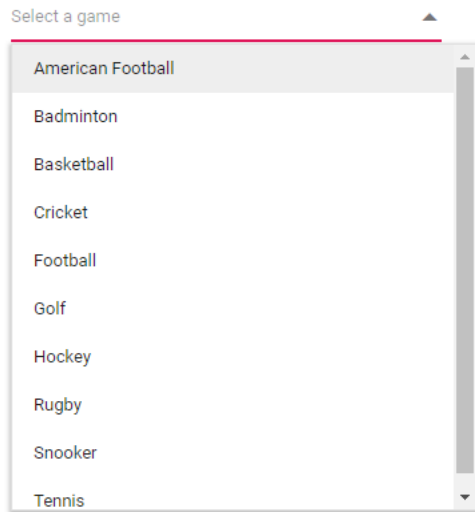 Select a game
American Football
Badminton
Basketball
Cricket
Football
Golf
Hockey
Rugby
Snooker
Tennis